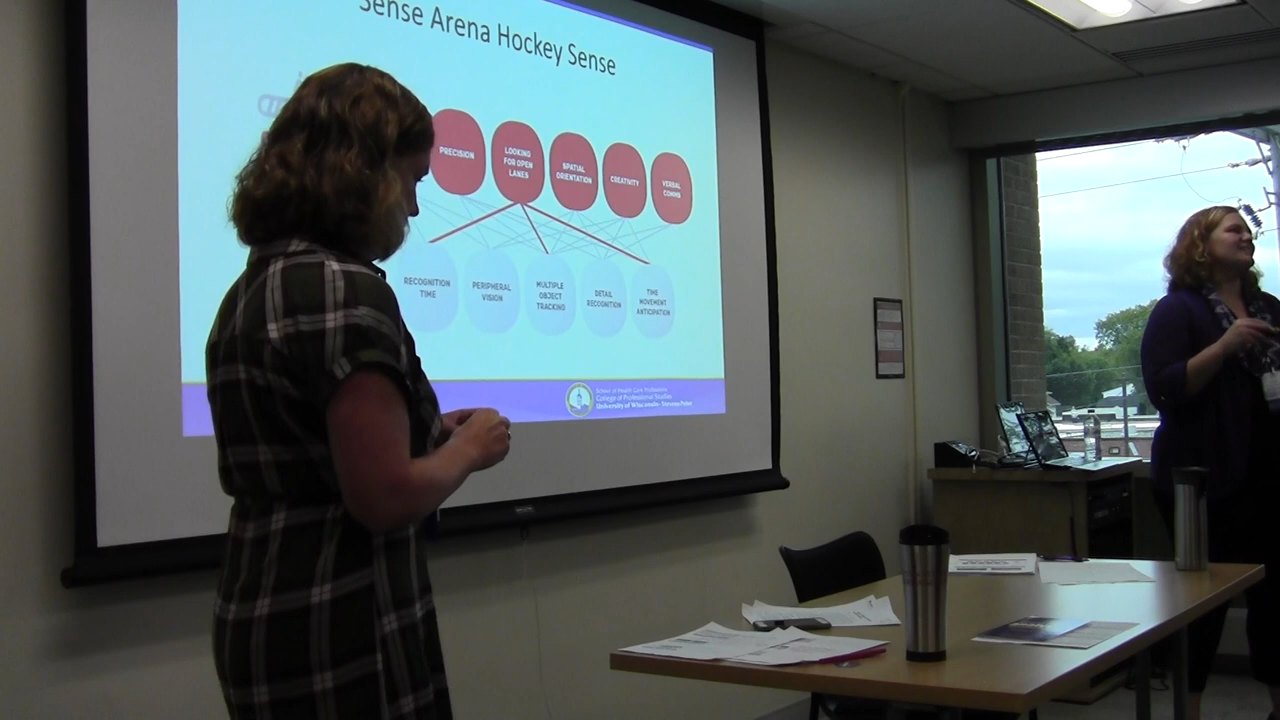 Sense Arena Hockey Sense
PRECISION
LOOKING
FOR OPEN
LANES
SPATIAL
ORIENTATION
CREATIVITY
VERBAL
COMMS
RECOGNITION
TIME
PERIPHERAL
VISION
MULTIPLE
OBJECT
TRACKING
DETAIL
RECOGNITION
TIME
MOVEMENT
ANTICIPATION
School of Health Care Professions
College of Professional Studies
University of Wisconsin - Stevens Point